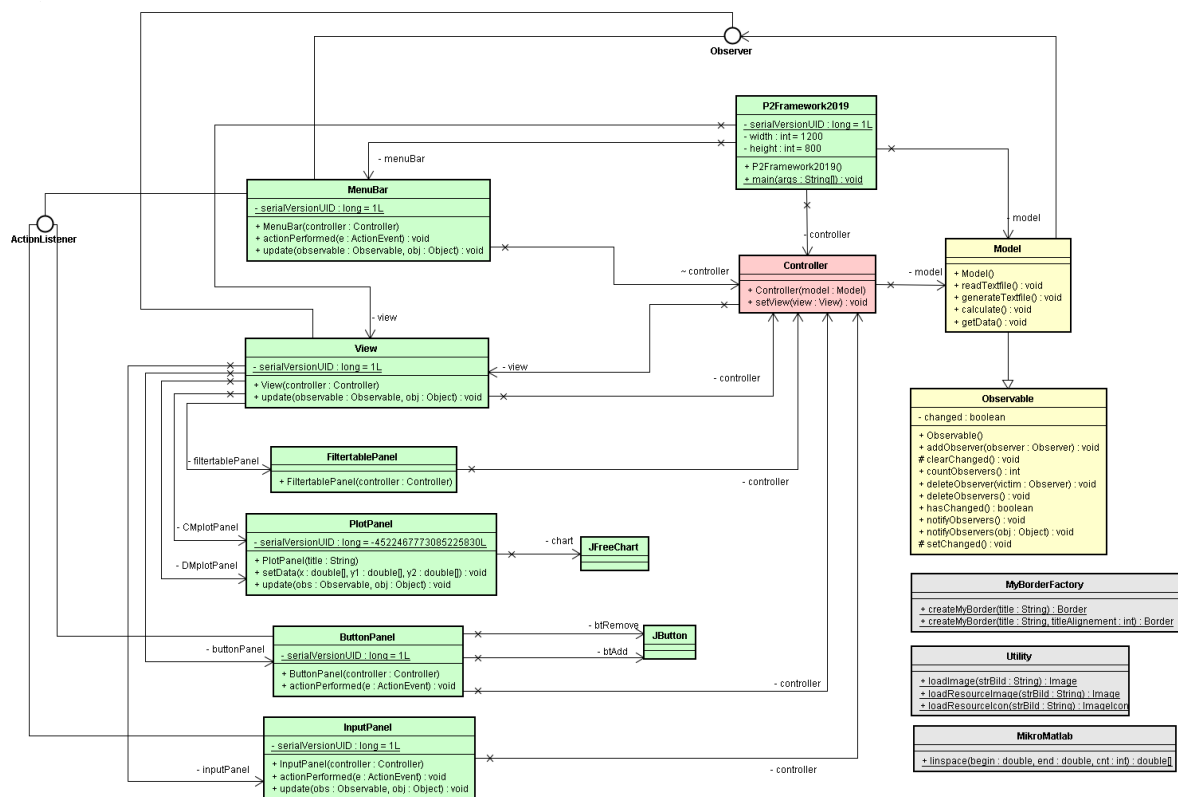 Observer
P2Framework2019
- serialVersionUID : long = 1L
- width : int = 1200
- height : int = 800
+ P2Framework2019()
+ main(args : String[]) : void
- menuBar
MenuBar
- serialVersionUID : long = 1L
+ MenuBar(controller : Controller)
+ actionPerformed(e : ActionEvent) : void
+ update(observable : Observable, obj : Object) : void
ActionListener
- model
- controller
Controller
+ Controller(model : Model)
+ setView(view : View) : void
~ controller
- model
Model
+ Model()
+ readTextfile() : void
+ generateTextfile() : void
+ calculate() : void
+ getData() : void
- view
View
- serialVersionUID : long = 1L
+ View(controller : Controller)
+ update(observable : Observable, obj : Object) : void
- view
- controller
Observable
- changed : boolean
+ Observable()
+ addObserver(observer : Observer) : void
# clearChanged() : void
+ countObservers() : int
+ deleteObserver(victim : Observer) : void
+ deleteObservers() : void
+ hasChanged() : boolean
+ notifyObservers() : void
+ notifyObservers(obj : Object) : void
# setChanged() : void
- filtertablePanel
FiltertablePanel
+ FiltertablePanel(controller : Controller)
- controller
- CMplotPanel
- DMplotPanel
PlotPanel
- serialVersionUID : long = -4522467773085225830L
+ PlotPanel(title : String)
+ setData(x : double[], y1 : double[], y2 : double[]) : void
+ update(obs : Observable, obj : Object) : void
- chart
JFreeChart
MyBorderFactory
+ createMyBorder(title : String) : Border
+ createMyBorder(title : String, titleAlignement : int) : Border
- buttonPanel
ButtonPanel
- serialVersionUID : long = 1L
+ ButtonPanel(controller : Controller)
+ actionPerformed(e : ActionEvent) : void
- btRemove
- btAdd
JButton
- controller
Utility
+ loadImage(strBild : String) : Image
+ loadResourceImage(strBild : String) : Image
+ loadResourceIcon(strBild : String) : ImageIcon
- inputPanel
InputPanel
- serialVersionUID : long = 1L
+ InputPanel(controller : Controller)
+ actionPerformed(e : ActionEvent) : void
+ update(obs : Observable, obj : Object) : void
- controller
MikroMatlab
+ linspace(begin : double, end : double, cnt : int) : double[]